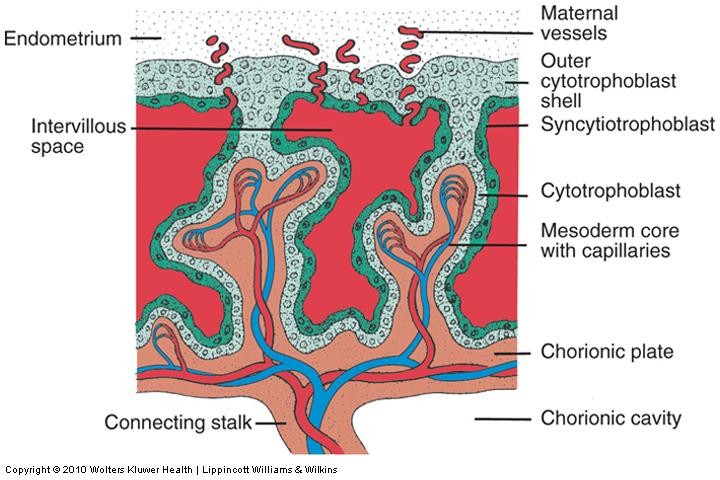 Endometrium
Intervillous
space
Connecting stalk
Maternal
vessels
Outer
cytotrophoblast
shell
Syncytiotrophoblast
Cytotrophoblast
Mesoderm core
with capillaries
Chorionic plate
Chorionic cavity
Copyright © 2010 Wolters Kluwer Health | Lippincott Williams & Wilkins